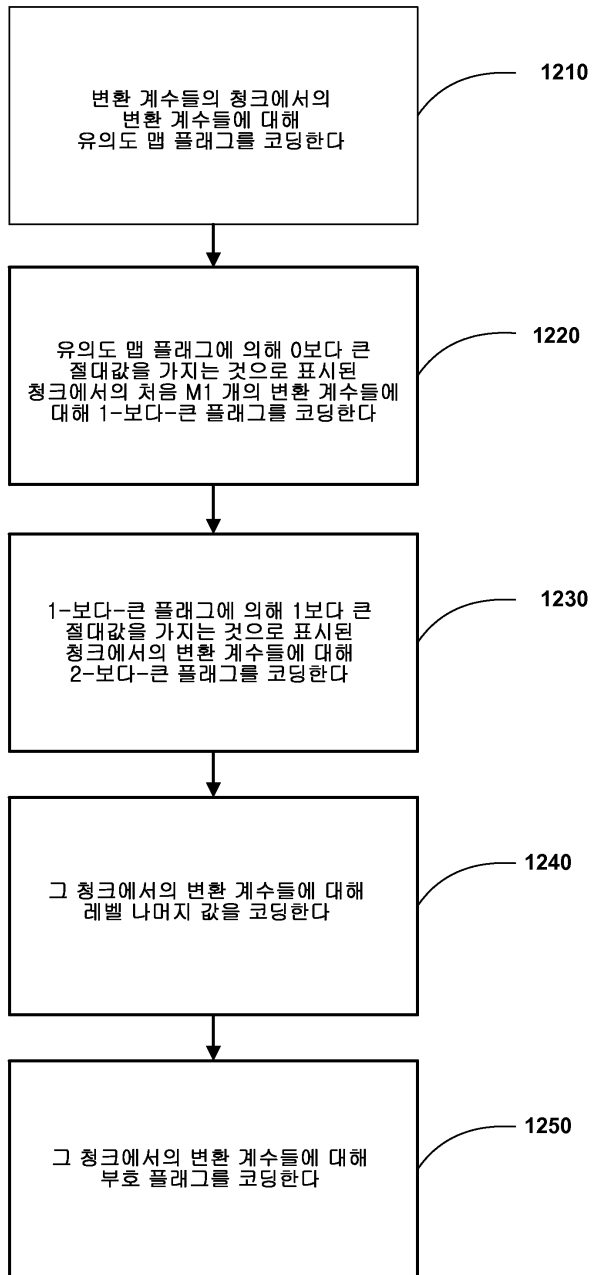 변환 계수들의 청크에서의
변환 계수들에 대해
유의도 맵 플래그를 코딩한다
1210
유의도 맵 플래그에 의해 0보다 큰
절대값을 가지는 것으로 표시된
청크에서의 처음 M1 개의 변환 계수들에
대해 1-보다-큰 플래그를 코딩한다
1220
1-보다-큰 플래그에 의해 1보다 큰
절대값을 가지는 것으로 표시된
청크에서의 변환 계수들에 대해
2-보다-큰 플래그를 코딩한다
1230
그 청크에서의 변환 계수들에 대해
레벨 나머지 값을 코딩한다
1240
그 청크에서의 변환 계수들에 대해
부호 플래그를 코딩한다
1250